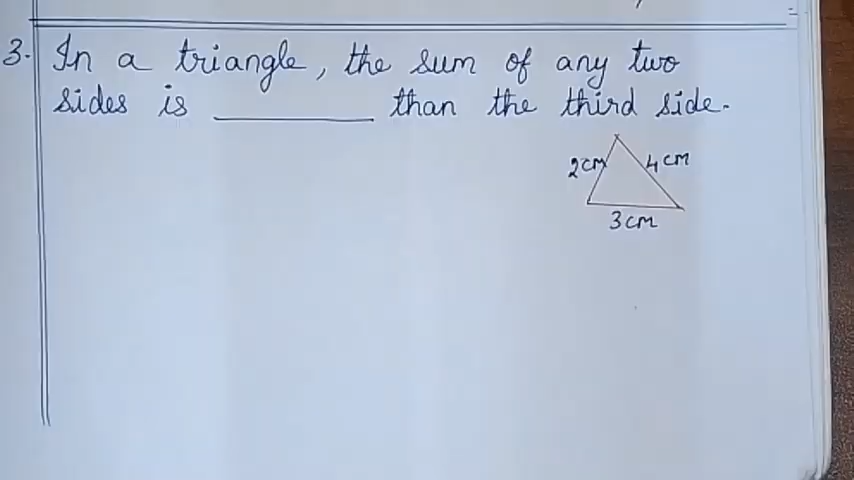 3. In a triangle, the sum of any two
sides is ________ than the third side.
2cm 4cm
3cm